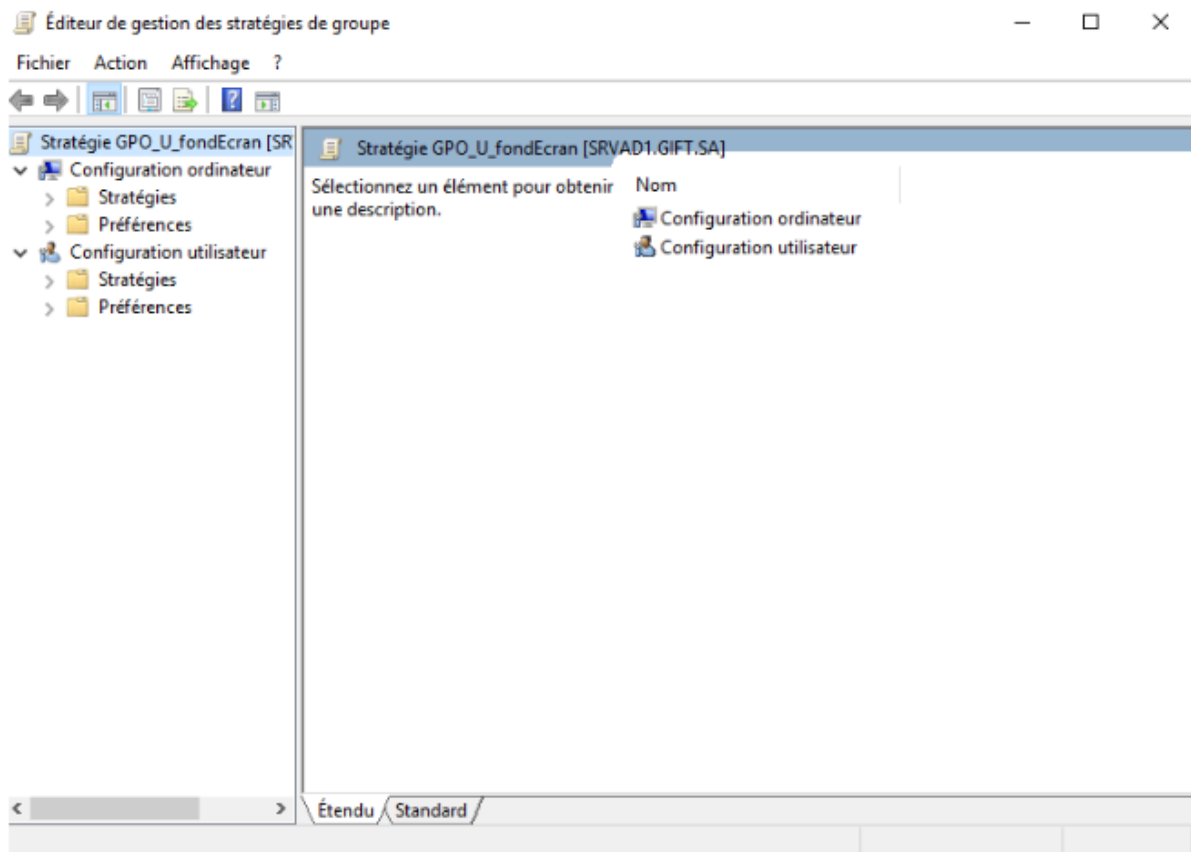 Éditeur de gestion des stratégies de groupe
Fichier Action Affichage ?
Stratégie GPO_U_fondEcran [SR
Configuration ordinateur
Stratégies
Préférences
Configuration utilisateur
Stratégies
Préférences
Stratégie GPO_U_fondEcran [SRVAD1.GIFT.SA]
Sélectionnez un élément pour obtenir
une description.
Nom
Configuration ordinateur
Configuration utilisateur
Étendu Standard